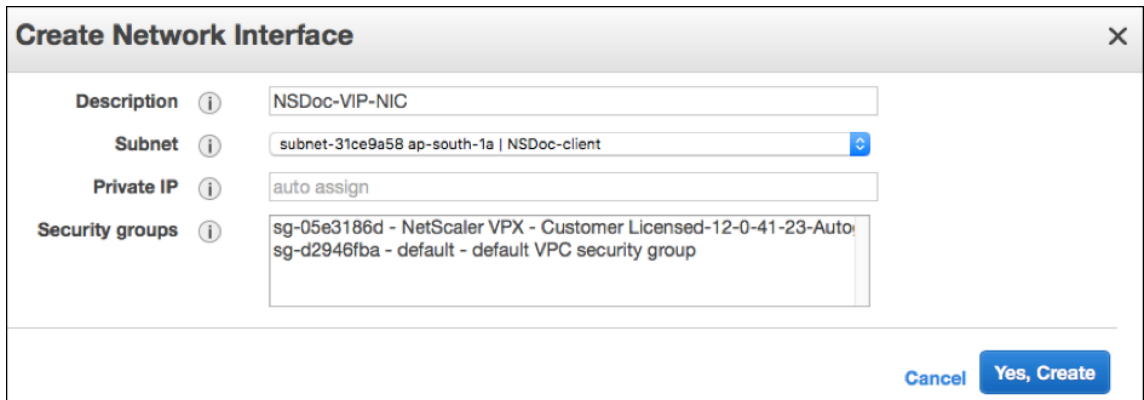 Create Network Interface
Description
NSDoc-VIP-NIC
Subnet
subnet-31ce9a58 ap-south-1a | NSDoc-client
Private IP
auto assign
Security groups
sg-05e3186d - NetScaler VPX - Customer Licensed-12-0-41-23-Autog
sg-d2946fba - default - default VPC security group
Cancel
Yes, Create